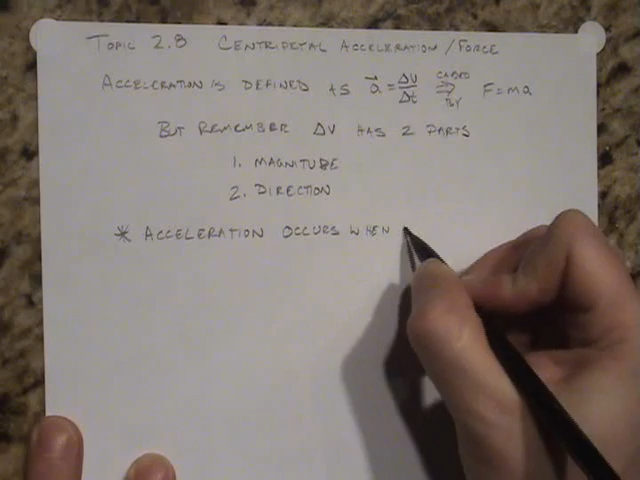 TOPIC 2.8 CENTRIPETAL ACCELERATION/FORCE
ACCELERATION IS DEFINED AS a⃗ = ΔV/Δt CAUSED ⇒ BY F=ma
BUT REMEMBER ΔV HAS 2 PARTS
1. MAGNITUDE
2. DIRECTION
* ACCELERATION OCCURS WHEN